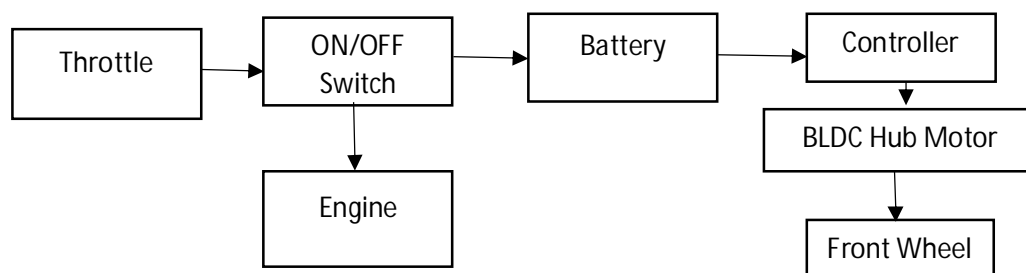 Throttle
ON/OFF
Switch
Battery
Controller
BLDC Hub Motor
Engine
Front Wheel